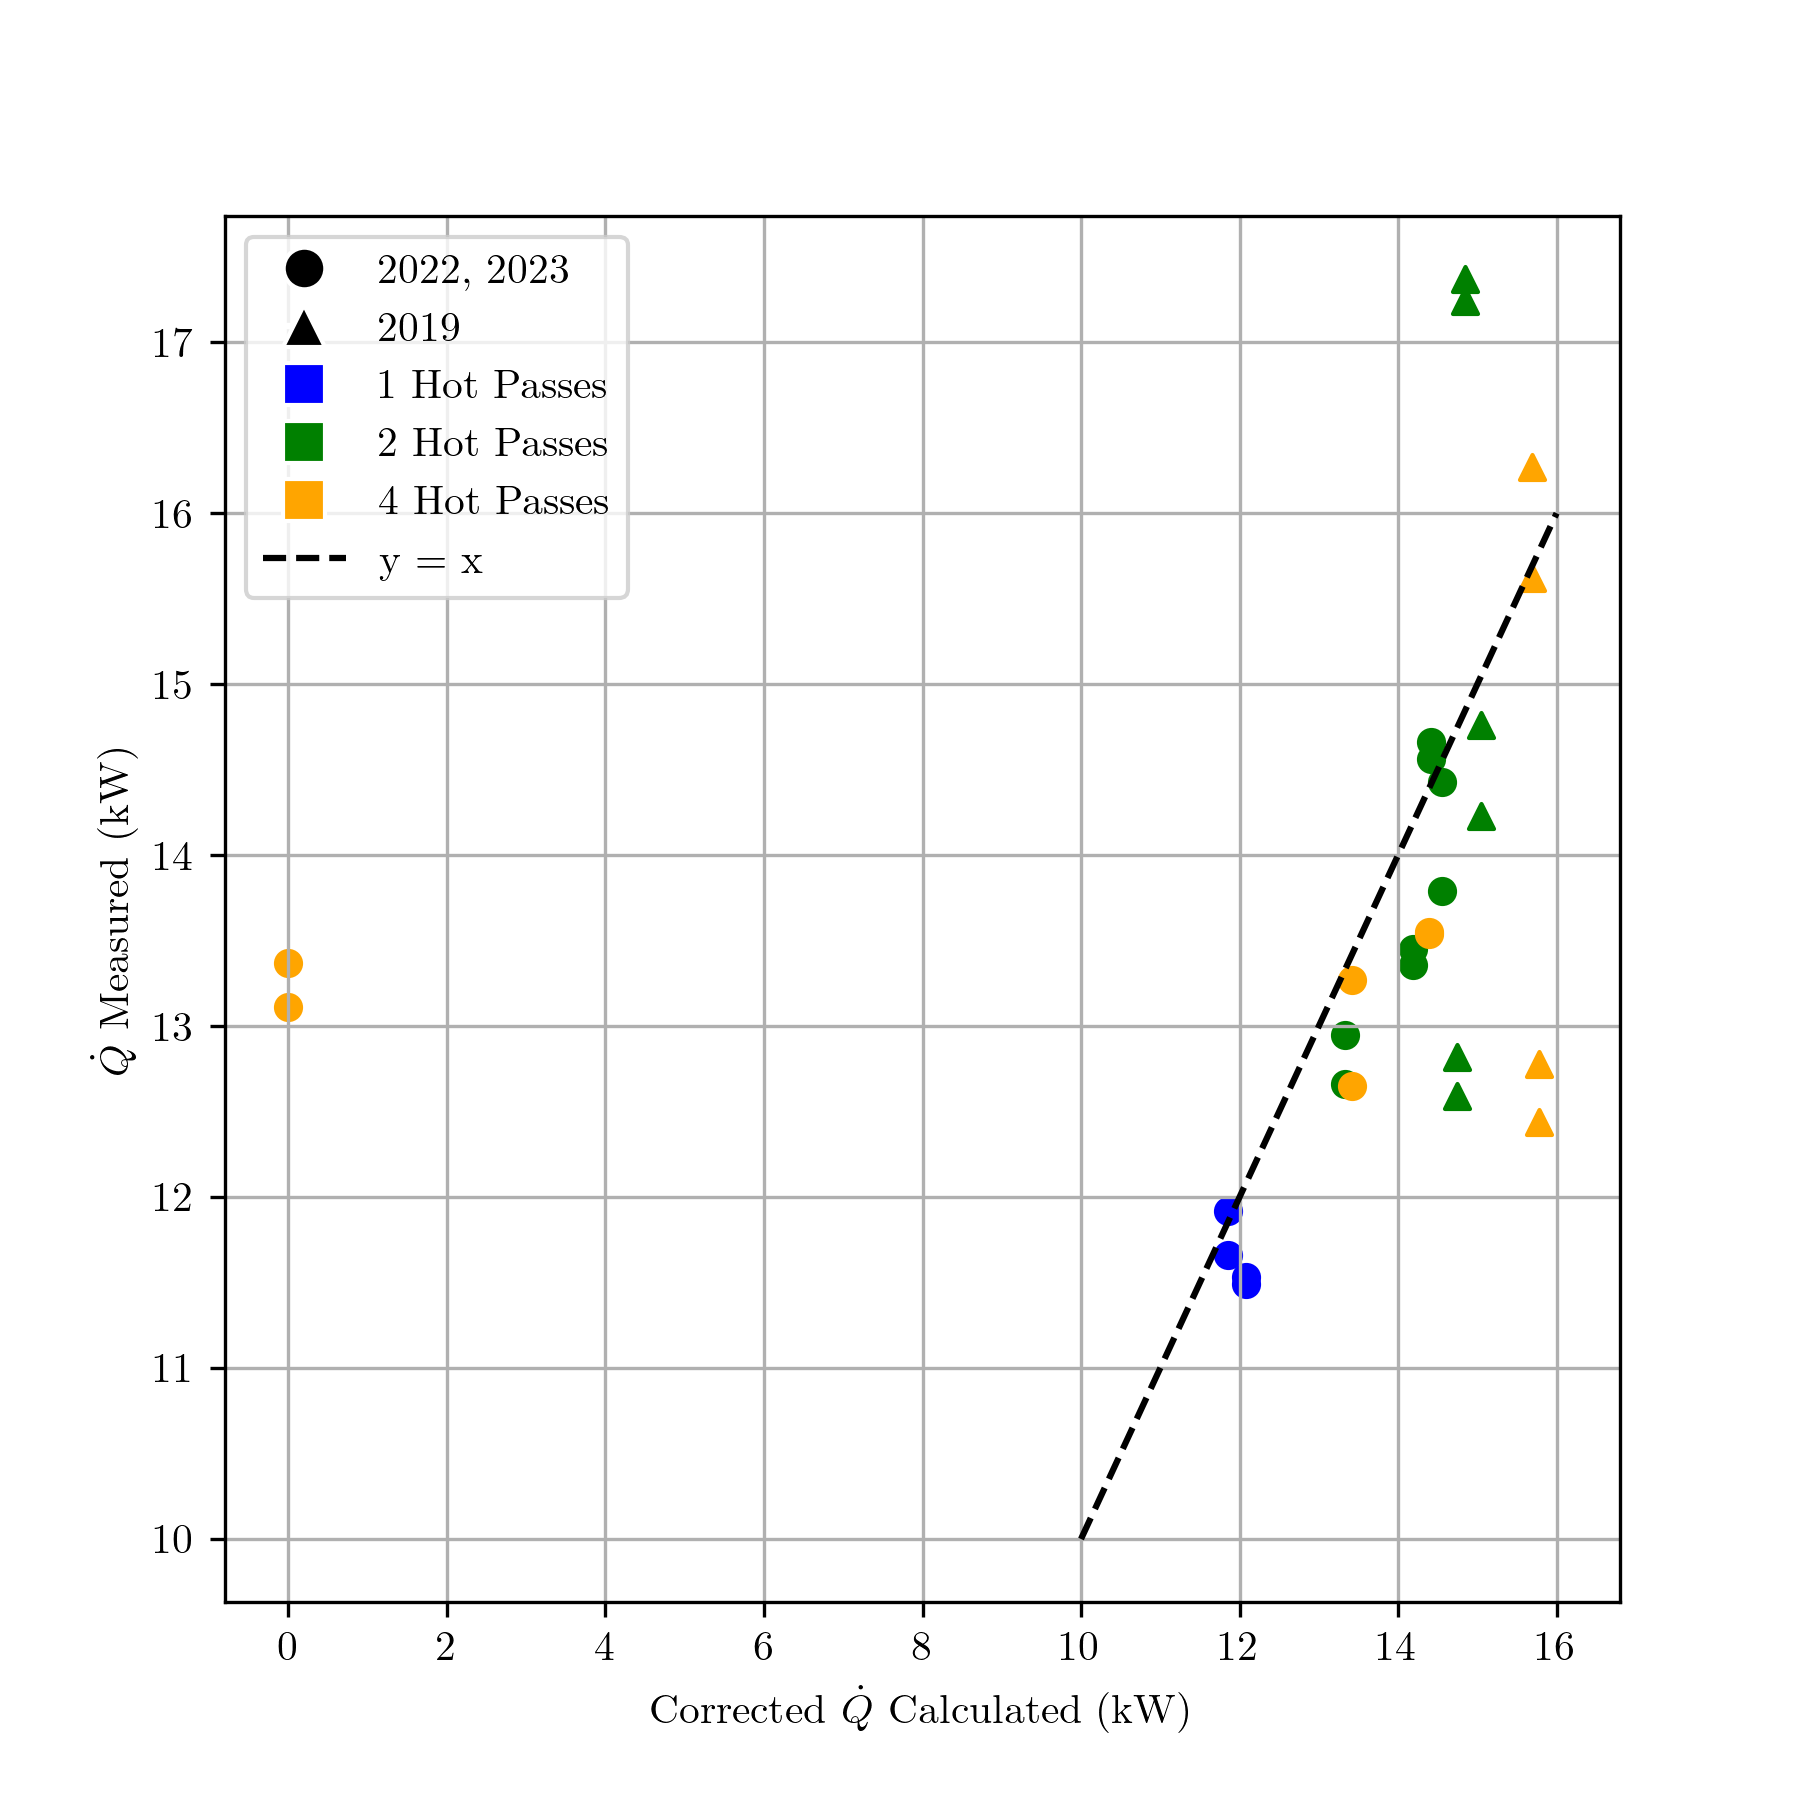 2022, 2023
2019
1 Hot Passes
2 Hot Passes
4 Hot Passes
y = x
17
16
15
14
13
12
11
10
Q̇ Measured (kW)
0 2 4 6 8 10 12 14 16
Corrected Q̇ Calculated (kW)